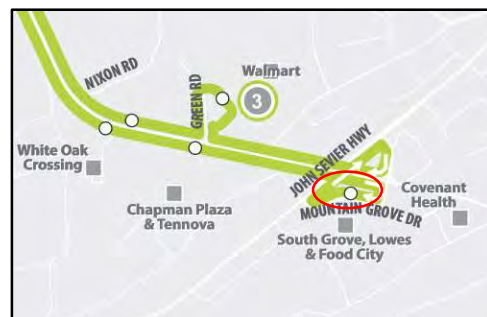 NIXON RD
GREEN RD
Walmart
3
White Oak
Crossing
JOHN SEVIER HWY
Chapman Plaza
& Tennova
Covenant
Health
MOUNTAIN GROVE DR
South Grove, Lowes
& Food City